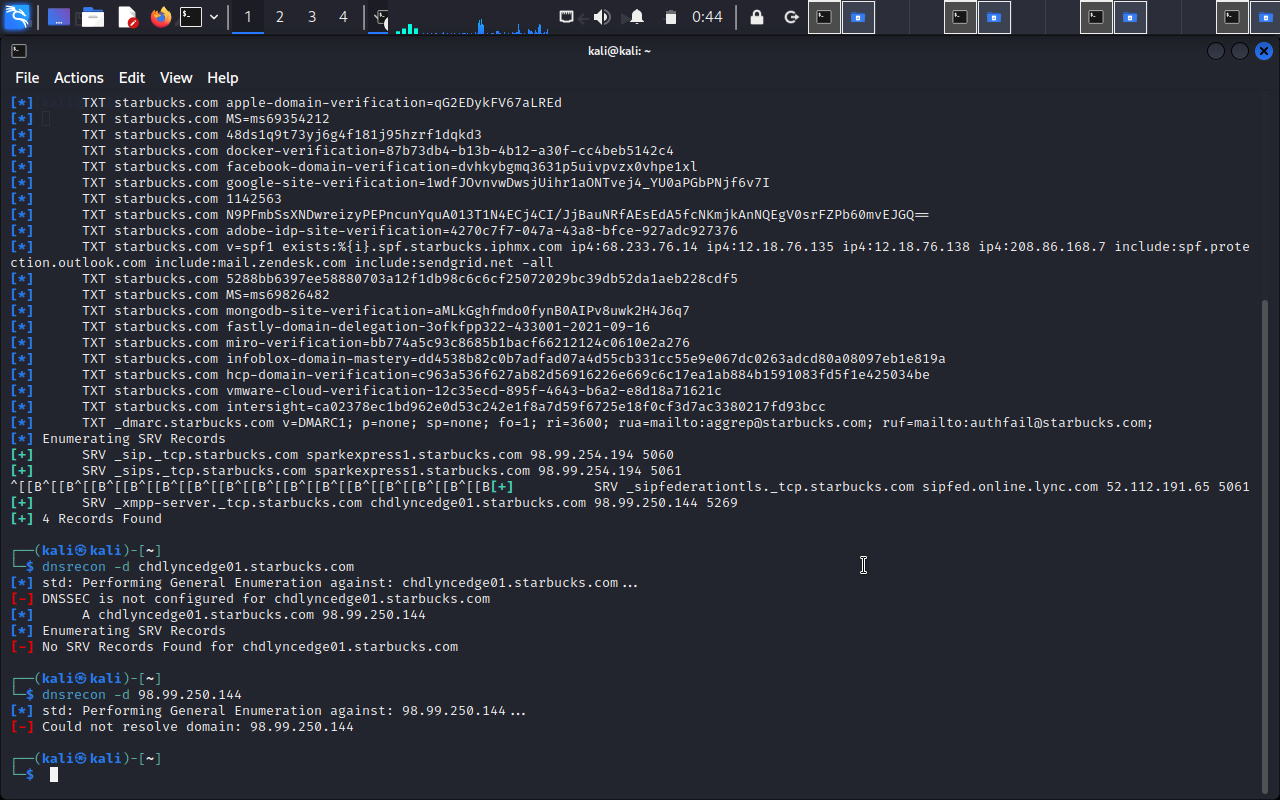 1 2 3 4 0:44
kali@kali: ~
File Actions Edit View Help
[*] TXT starbucks.com apple-domain-verification=qG2EDykFV67aLREd
[*] TXT starbucks.com MS=ms69354212
[*] TXT starbucks.com 48ds1q9t73yj6g4f181j95hzrf1dqkd3
[*] TXT starbucks.com docker-verification=87b73db4-b13b-4b12-a30f-cc4beb5142c4
[*] TXT starbucks.com facebook-domain-verification=dvhkybgmq3631p5uivpvzx0vhpe1xl
[*] TXT starbucks.com google-site-verification=1wdfJOvnvwDwsjUihr1aONTvej4_YU0aPGbPNjf6v7I
[*] TXT starbucks.com 1142563
[*] TXT starbucks.com N9PFmbSsXNDwreizyPEPncunYquA013T1N4ECj4CI/JjBauNRfAEsEdA5fcNKmjkAnNQEgV0srFZPb60mvEJGQ==
[*] TXT starbucks.com adobe-idp-site-verification=4270c7f7-047a-43a8-bfce-927adc927376
[*] TXT starbucks.com v=spf1 exists:%{i}.spf.starbucks.iphmx.com ip4:68.233.76.14 ip4:12.18.76.135 ip4:12.18.76.138 ip4:208.86.168.7 include:spf.prote
ction.outlook.com include:mail.zendesk.com include:sendgrid.net -all
[*] TXT starbucks.com 5288bb6397ee58880703a12f1db98c6c6cf25072029bc39db52da1aeb228cdf5
[*] TXT starbucks.com MS=ms69826482
[*] TXT starbucks.com mongodb-site-verification=aMLkGghfmdo0fynB0AIPv8uwk2H4J6q7
[*] TXT starbucks.com fastly-domain-delegation-3ofkfpp322-433001-2021-09-16
[*] TXT starbucks.com miro-verification=bb774a5c93c8685b1bacf66212124c0610e2a276
[*] TXT starbucks.com infoblox-domain-mastery=dd4538b82c0b7adfad07a4d55cb331cc55e9e067dc0263adcd80a08097eb1e819a
[*] TXT starbucks.com hcp-domain-verification=c963a536f627ab82d56916226e669c6c17ea1ab884b1591083fd5f1e425034be
[*] TXT starbucks.com vmware-cloud-verification-12c35ecd-895f-4643-b6a2-e8d18a71621c
[*] TXT starbucks.com intersight=ca02378ec1bd962e0d53c242e1f8a7d59f6725e18f0cf3d7ac3380217fd93bcc
[*] TXT _dmarc.starbucks.com v=DMARC1; p=none; sp=none; fo=1; ri=3600; rua=mailto:aggrep@starbucks.com; ruf=mailto:authfail@starbucks.com;
[*] Enumerating SRV Records
[+] SRV _sip._tcp.starbucks.com sparkexpress1.starbucks.com 98.99.254.194 5060
[+] SRV _sips._tcp.starbucks.com sparkexpress1.starbucks.com 98.99.254.194 5061
^[[B^[[B^[[B^[[B^[[B^[[B^[[B^[[B^[[B^[[B^[[B^[[B^[[B^[[B^[[B[+] SRV _sipfederationtls._tcp.starbucks.com sipfed.online.lync.com 52.112.191.65 5061
[+] SRV _xmpp-server._tcp.starbucks.com chdlyncedge01.starbucks.com 98.99.250.144 5269
[+] 4 Records Found
┌──(kali㉿kali)-[~]
└─$ dnsrecon -d chdlyncedge01.starbucks.com
[*] std: Performing General Enumeration against: chdlyncedge01.starbucks.com...
[-] DNSSEC is not configured for chdlyncedge01.starbucks.com
[*] A chdlyncedge01.starbucks.com 98.99.250.144
[*] Enumerating SRV Records
[-] No SRV Records Found for chdlyncedge01.starbucks.com
┌──(kali㉿kali)-[~]
└─$ dnsrecon -d 98.99.250.144
[*] std: Performing General Enumeration against: 98.99.250.144...
[-] Could not resolve domain: 98.99.250.144
┌──(kali㉿kali)-[~]
└─$